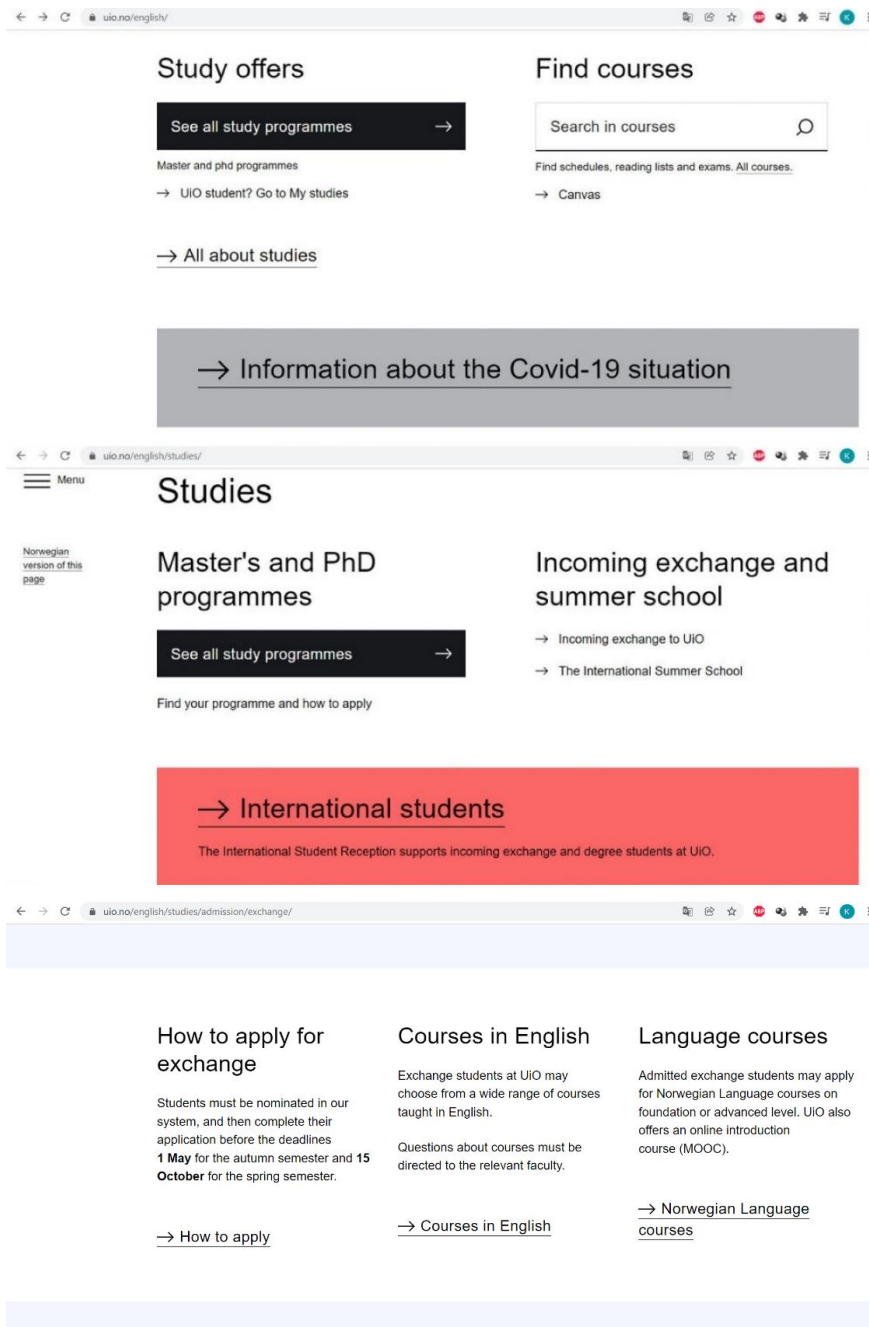 uio.no/english/
Study offers
See all study programmes →
Master and phd programmes
→ UiO student? Go to My studies
→ All about studies
Find courses
Search in courses
Find schedules, reading lists and exams. All courses.
→ Canvas
→ Information about the Covid-19 situation
uio.no/english/studies/
Menu
Norwegian
version of this
page
Studies
Master's and PhD
programmes
See all study programmes →
Find your programme and how to apply
Incoming exchange and
summer school
→ Incoming exchange to UiO
→ The International Summer School
→ International students
The International Student Reception supports incoming exchange and degree students at UiO.
uio.no/english/studies/admission/exchange/
How to apply for
exchange
Students must be nominated in our
system, and then complete their
application before the deadlines
1 May for the autumn semester and 15
October for the spring semester.
→ How to apply
Courses in English
Exchange students at UiO may
choose from a wide range of courses
taught in English.
Questions about courses must be
directed to the relevant faculty.
→ Courses in English
Language courses
Admitted exchange students may apply
for Norwegian Language courses on
foundation or advanced level. UiO also
offers an online introduction
course (MOOC).
→ Norwegian Language
courses